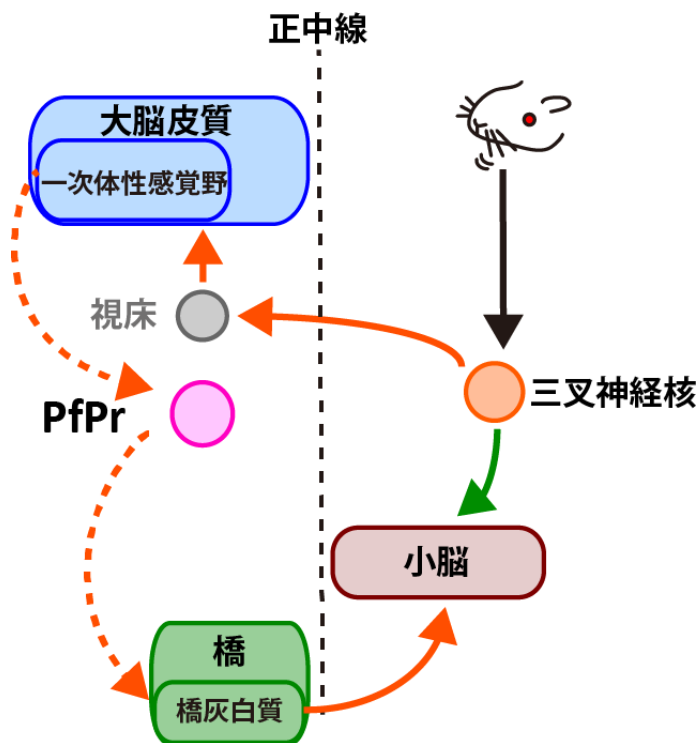 正中線
大脳皮質
一次体性感覚野
視床
三叉神経核
PfPr
小脳
橋
橋灰白質